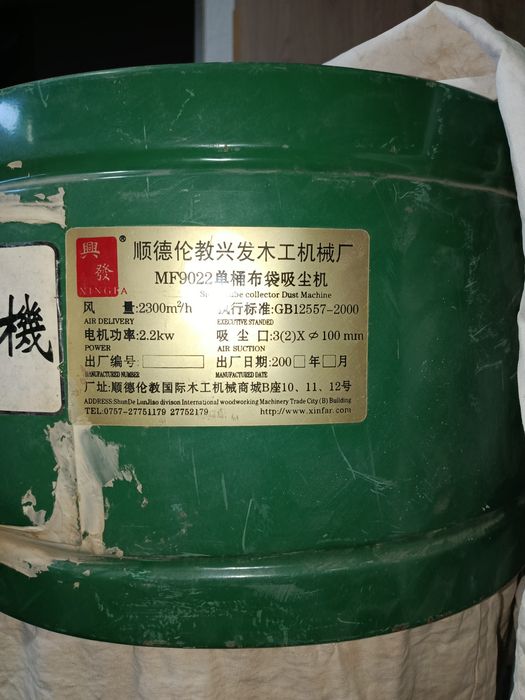 興發®
XINGFA
順德伦教兴发木工机械厂
MF9022单桶布袋吸尘机
collector Dust Machine
风 量:2300m³/h 执行标准:GB12557-2000
AIR DELIVERY EXECUTIVE STANDED
电机功率:2.2kw 吸 尘 口:3(2)X⌀100mm
POWER AIR SUCTION
出厂编号: 出厂日期:200 年 月
MANUFACTURED NUMBER MANUFACTURED DATE
厂址:顺德伦教国际木工机械商城B座10、11、12号
ADDRESS:ShunDe LunJiao divison International woodworking Machinery Trade City (B) Building
TEL:0757-27751179 27752179 http://www.xinfar.com
機